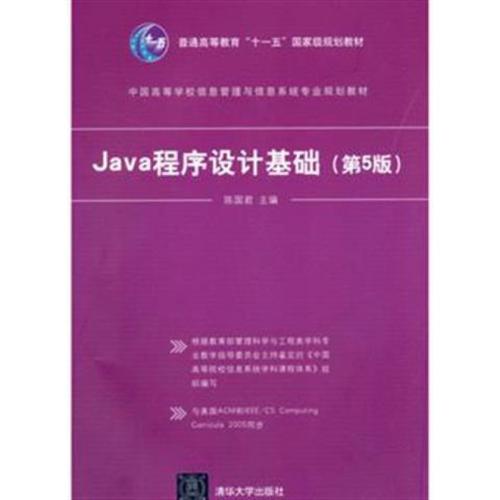 十一五
普通高等教育“十一五”国家级规划教材
中国高等学校信息管理与信息系统专业规划教材
Java程序设计基础（第5版）
陈国君 主编
根据教育部管理科学与工程类学科专
业教学指导委员会主持鉴定的《中国
高等院校信息系统学科课程体系》组
织编写
与美国ACM和IEEE/CS Computing
Curricula 2005同步
清华大学出版社